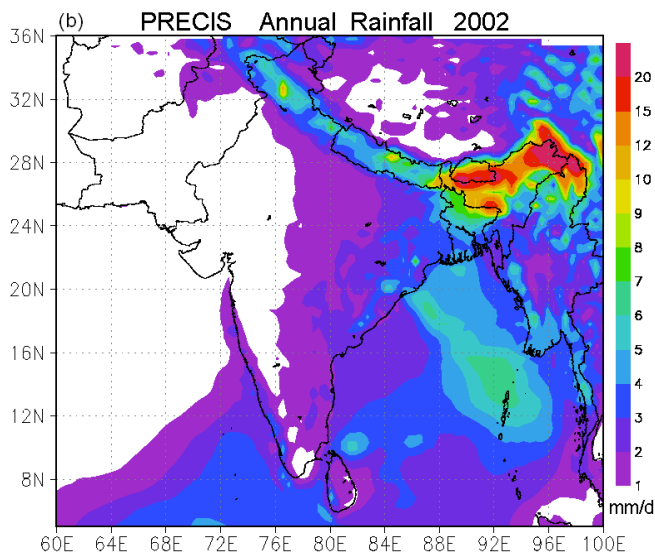 (b) PRECIS Annual Rainfall 2002
36N
32N
28N
24N
20N
16N
12N
8N
60E 64E 68E 72E 76E 80E 84E 88E 92E 96E 100E
20
15
12
10
9
8
7
6
5
4
3
2
1
mm/d